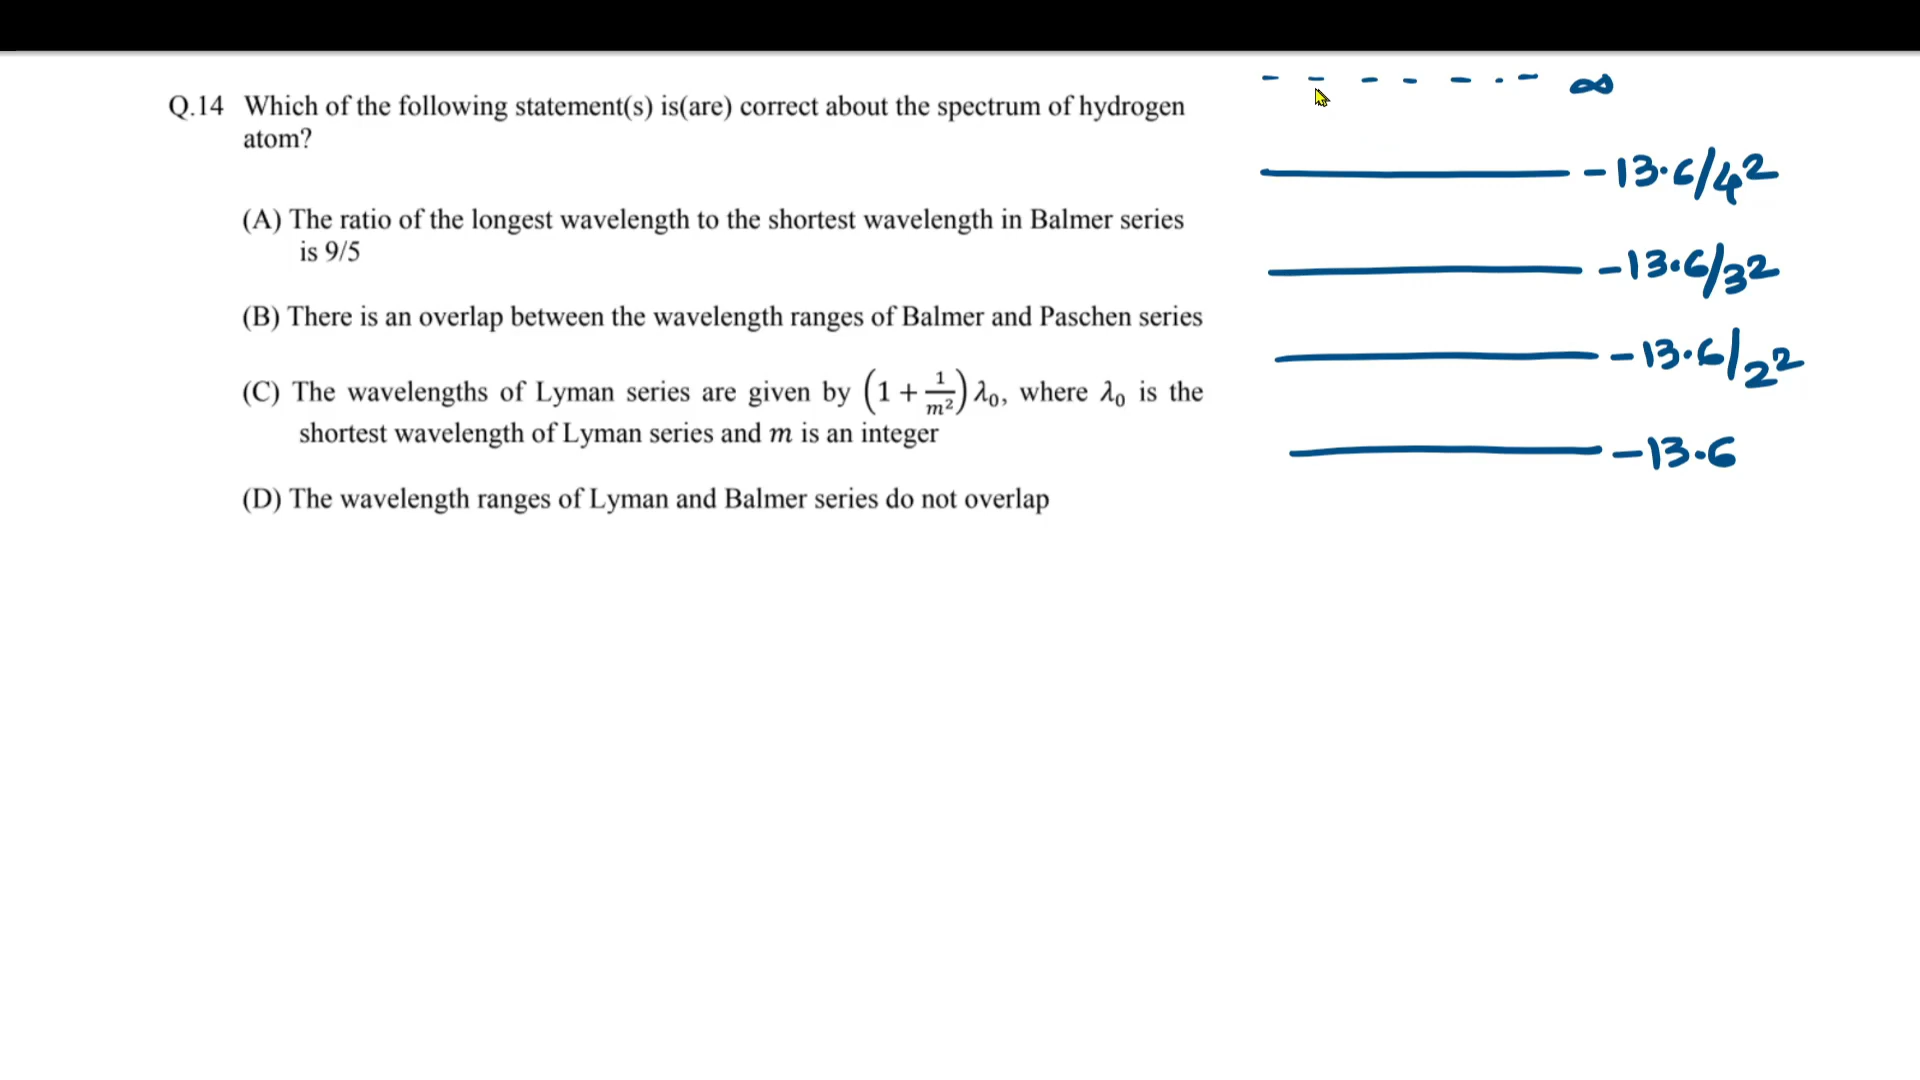 Q.14 Which of the following statement(s) is(are) correct about the spectrum of hydrogen
atom?
(A) The ratio of the longest wavelength to the shortest wavelength in Balmer series
is 9/5
(B) There is an overlap between the wavelength ranges of Balmer and Paschen series
(C) The wavelengths of Lyman series are given by (1 + 1/m²) λ₀, where λ₀ is the
shortest wavelength of Lyman series and m is an integer
(D) The wavelength ranges of Lyman and Balmer series do not overlap
∞
-13.6/4²
-13.6/3²
-13.6/2²
-13.6